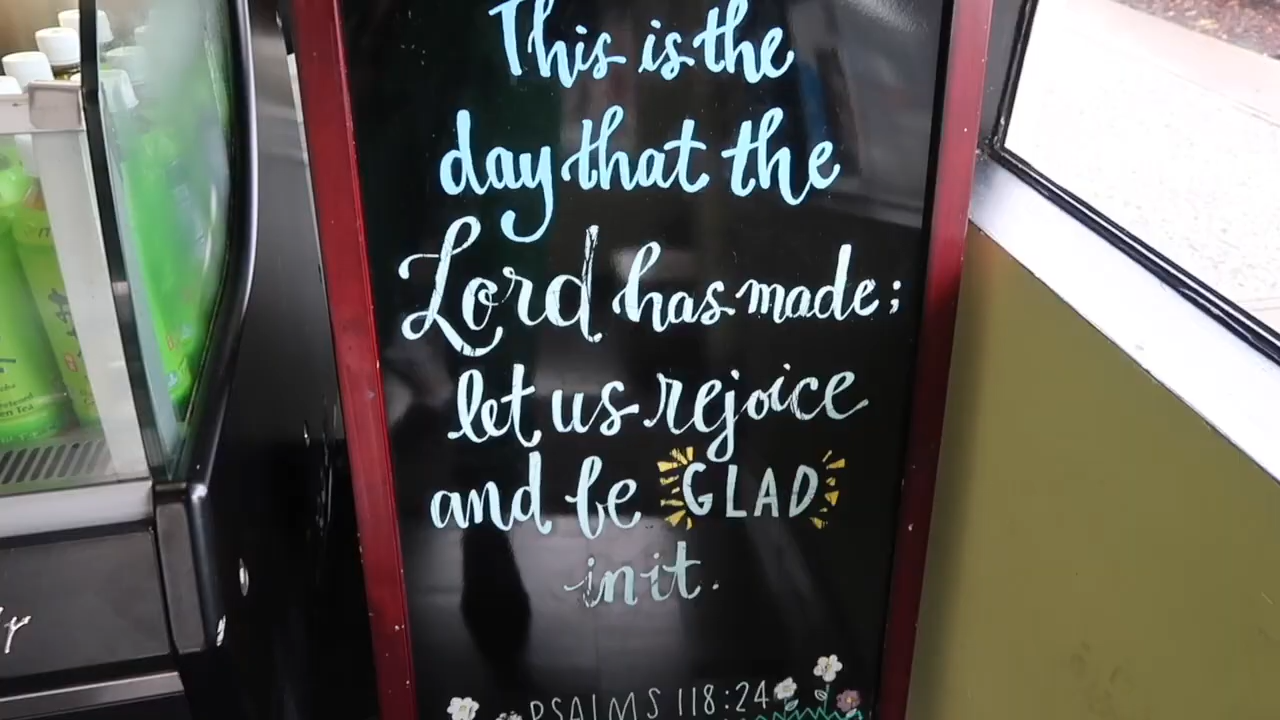 This is the
day that the
Lord has made;
let us rejoice
and be GLAD
in it.
PSALMS 118:24